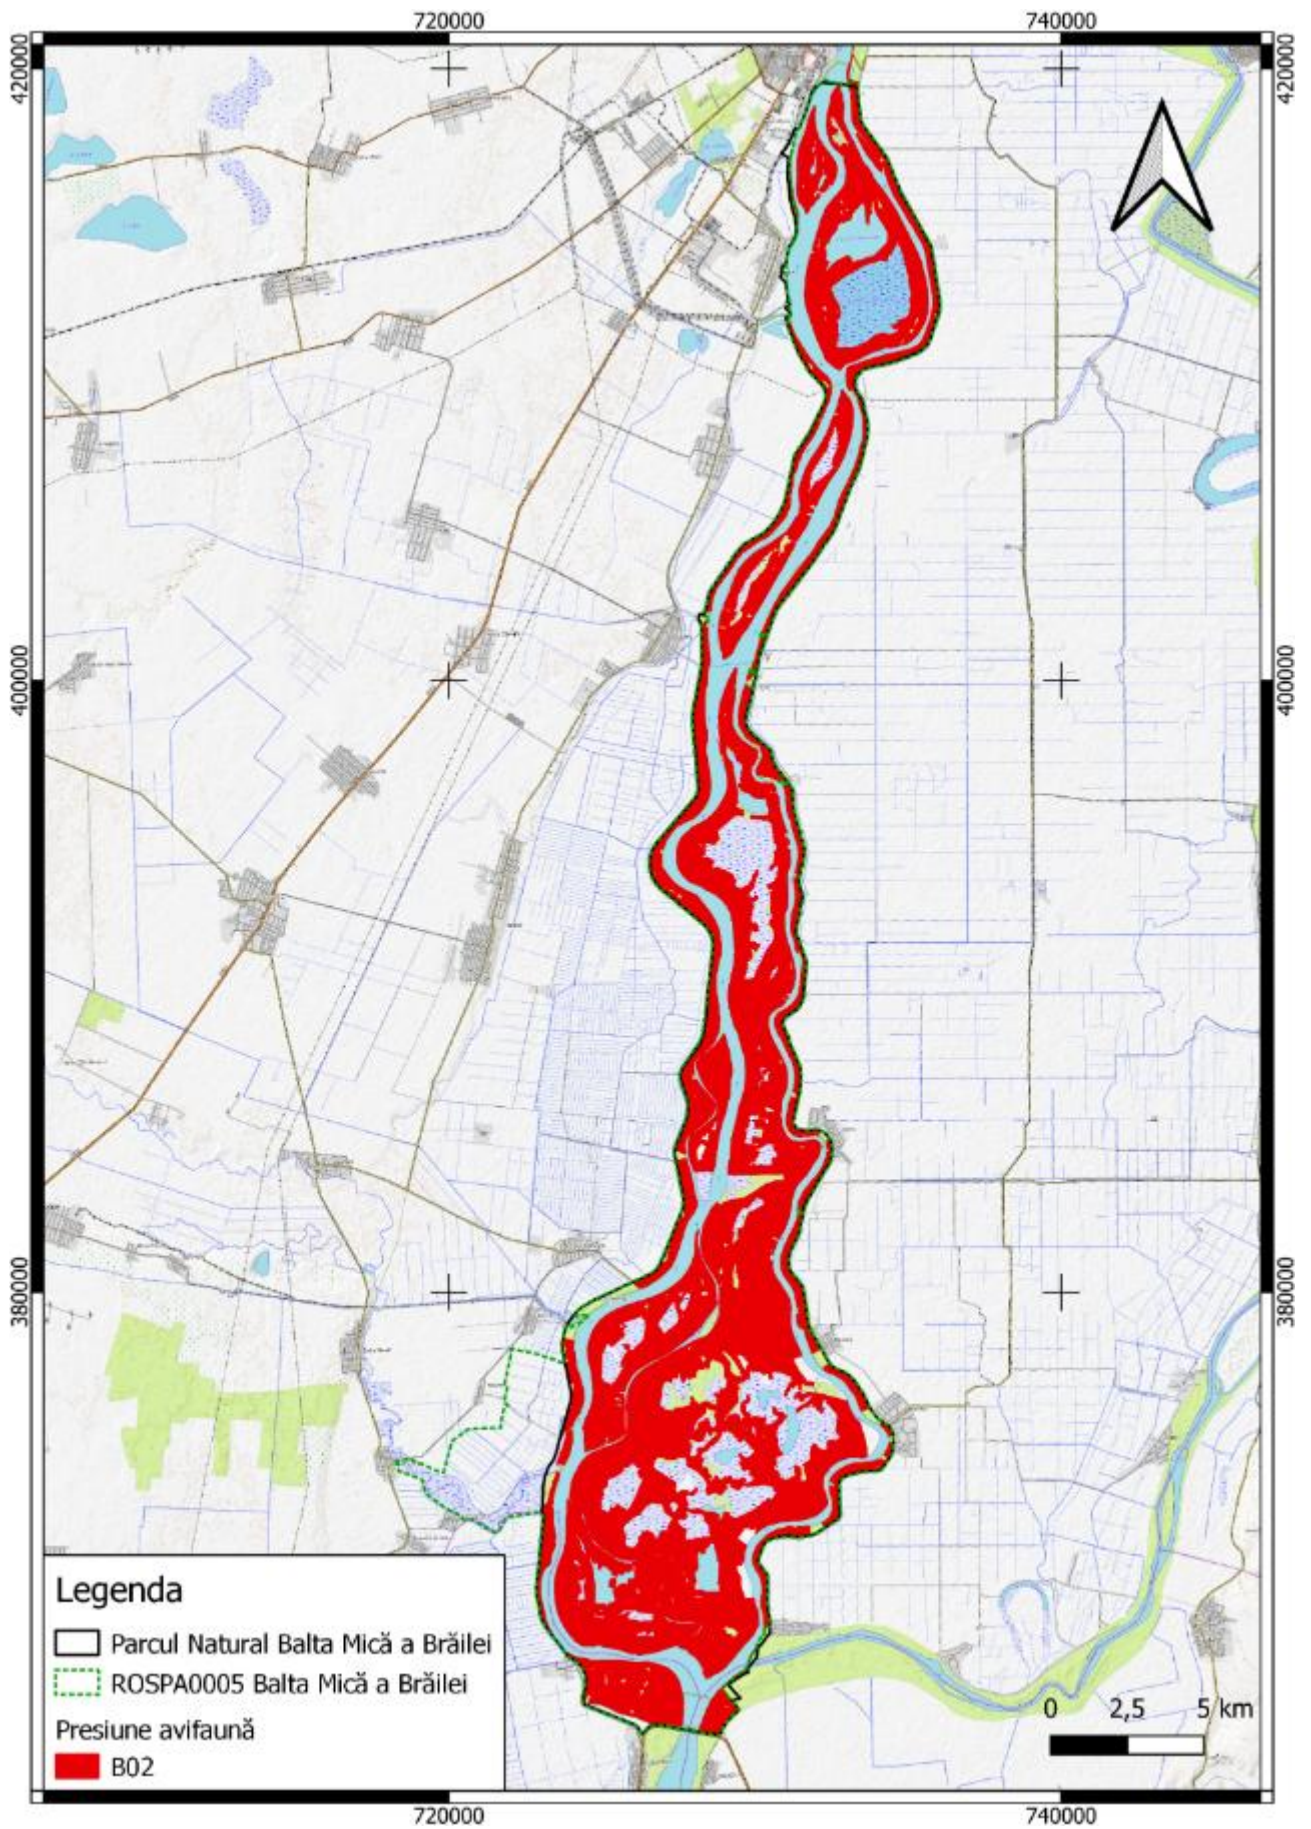 720000
740000
420000
420000
400000
400000
380000
380000
Legenda
Parcul Natural Balta Mică a Brăilei
ROSPA0005 Balta Mică a Brăilei
Presiune avifaună
B02
0
2,5
5 km
720000
740000